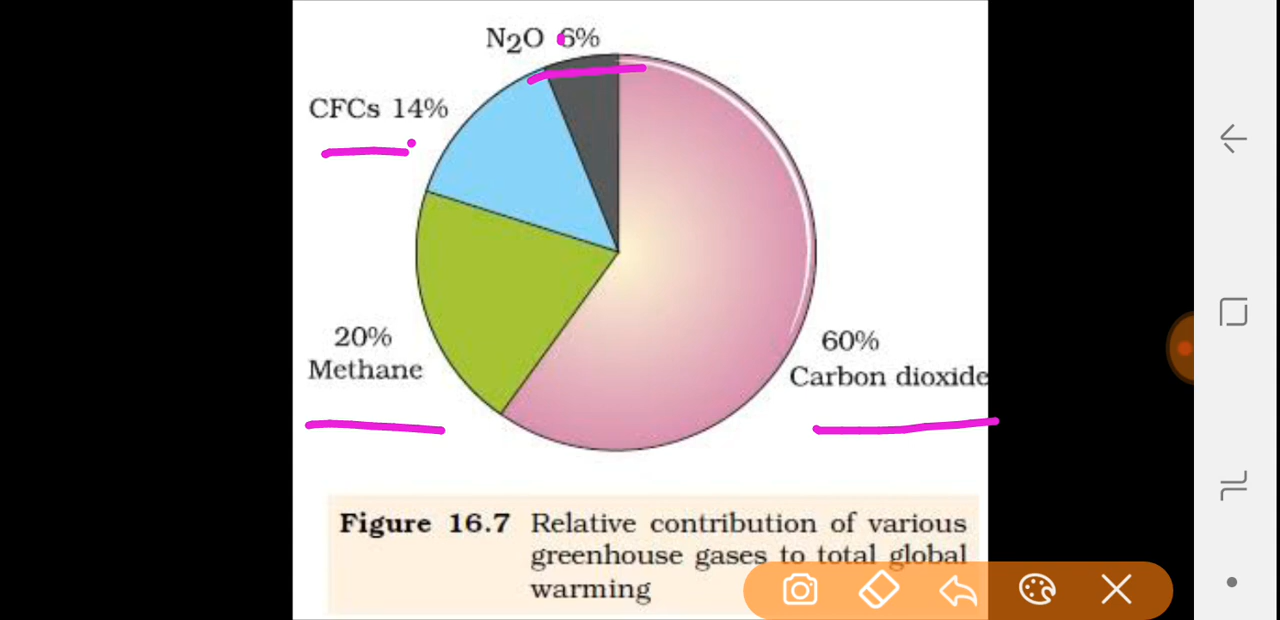 N2O 6%
CFCs 14%
20%
Methane
60%
Carbon dioxide
Figure 16.7 Relative contribution of various
greenhouse gases to total global
warming